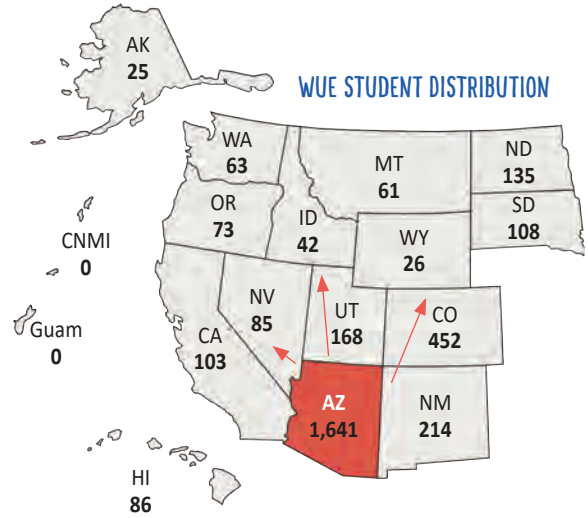 AK
25
WUE STUDENT DISTRIBUTION
WA
63
MT
61
ND
135
OR
73
ID
42
WY
26
SD
108
CNMI
0
NV
85
UT
168
CO
452
Guam
0
CA
103
AZ
1,641
NM
214
HI
86